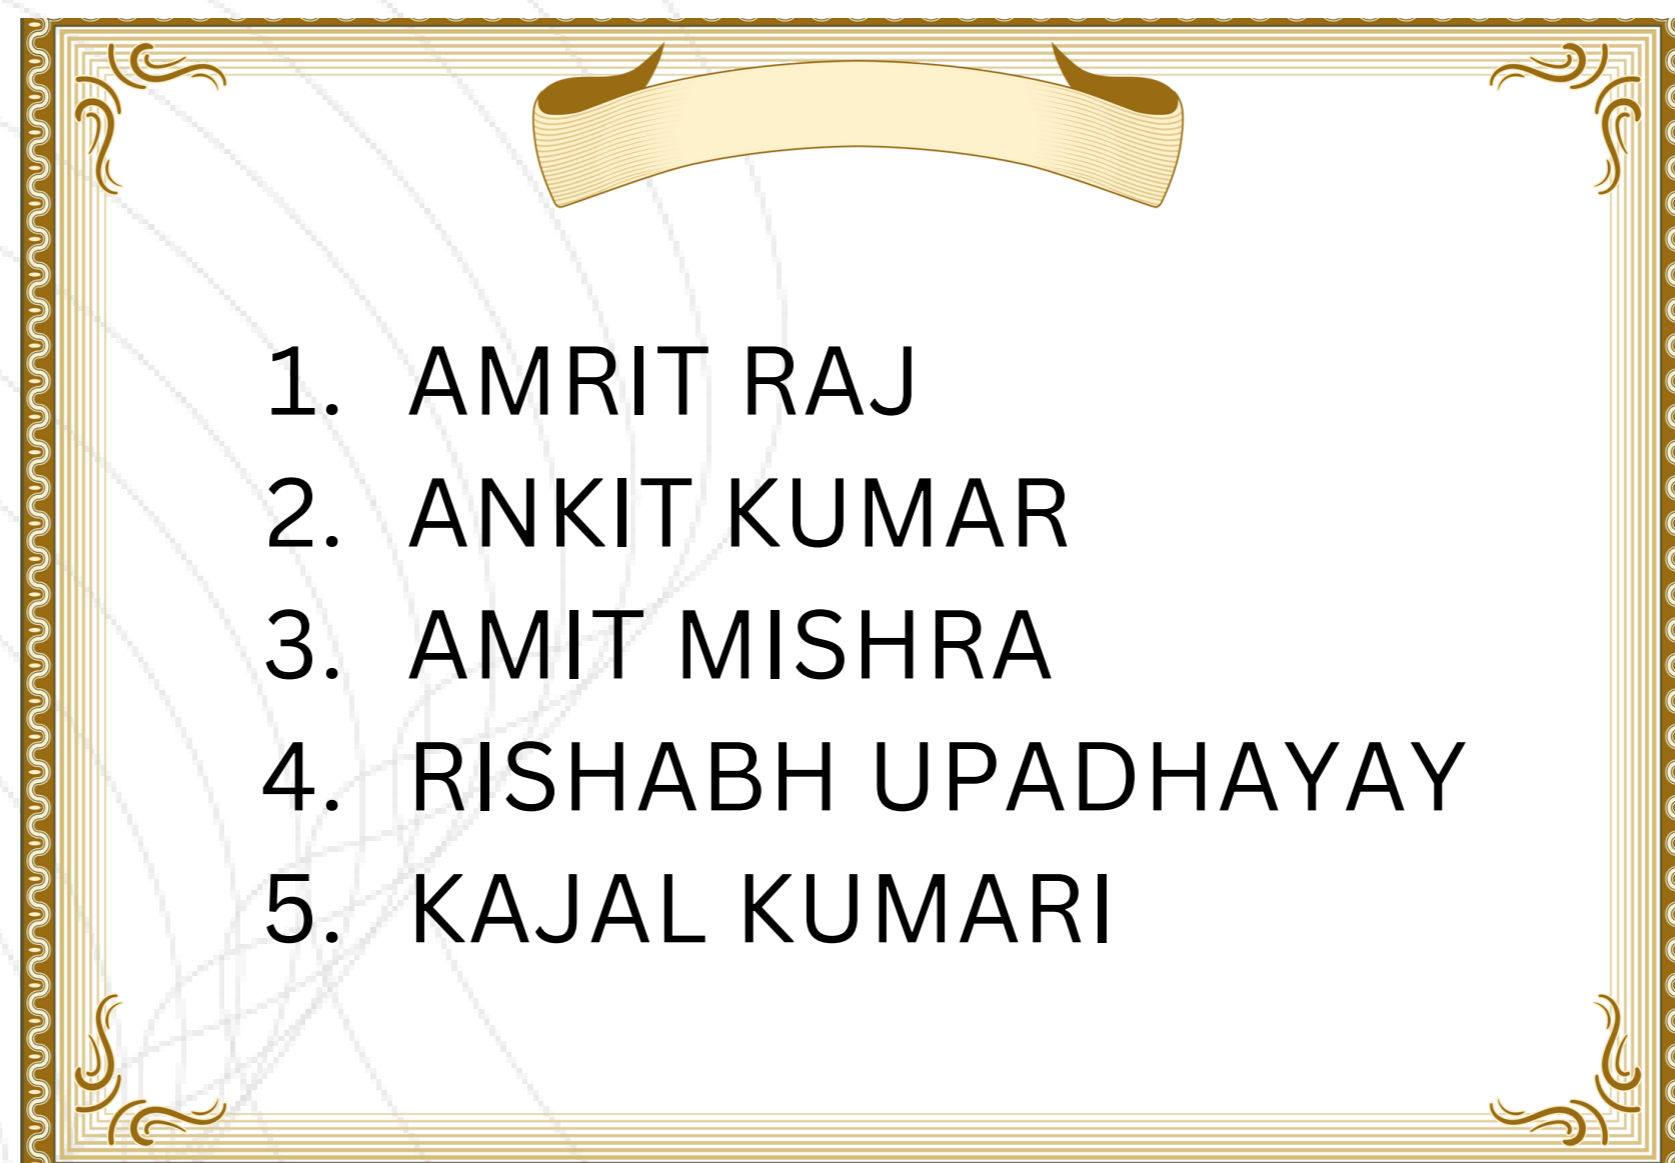 1. AMRIT RAJ
2. ANKIT KUMAR
3. AMIT MISHRA
4. RISHABH UPADHAYAY
5. KAJAL KUMARI